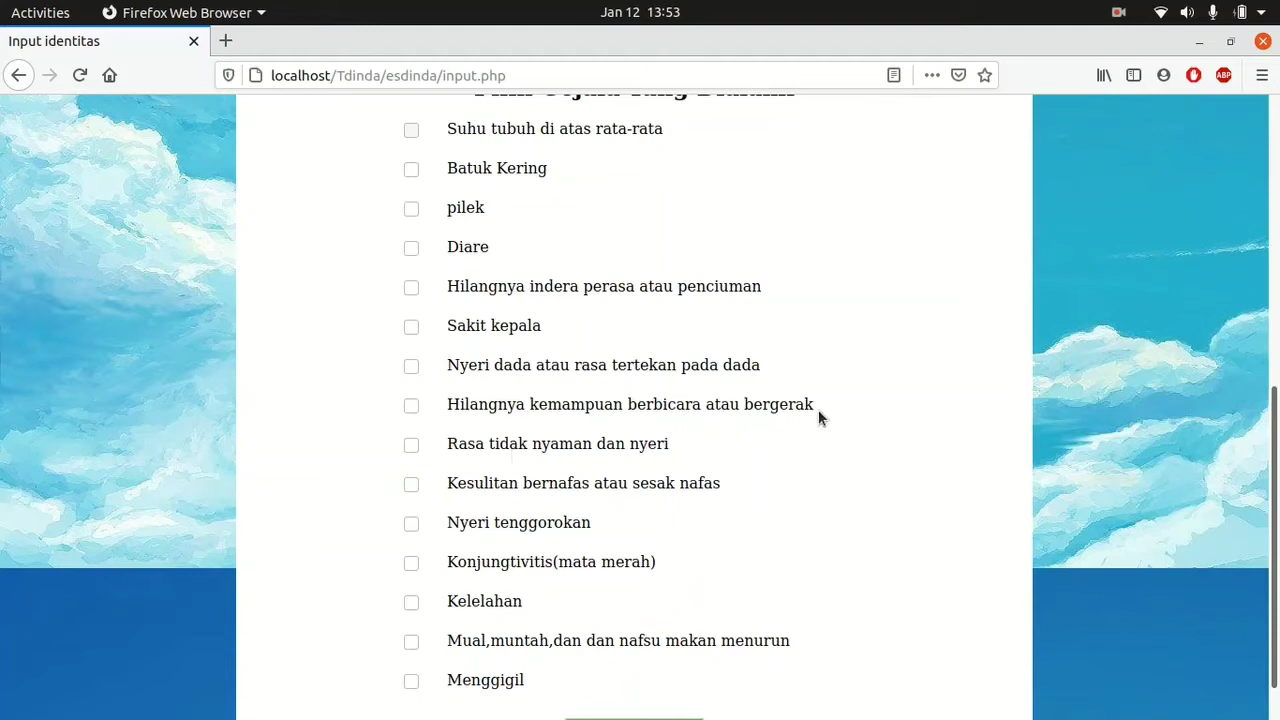 Activities
Firefox Web Browser
Jan 12 13:53
Input identitas
localhost/Tdinda/esdinda/input.php
ABP
Suhu tubuh di atas rata-rata
Batuk Kering
pilek
Diare
Hilangnya indera perasa atau penciuman
Sakit kepala
Nyeri dada atau rasa tertekan pada dada
Hilangnya kemampuan berbicara atau bergerak
Rasa tidak nyaman dan nyeri
Kesulitan bernafas atau sesak nafas
Nyeri tenggorokan
Konjungtivitis(mata merah)
Kelelahan
Mual,muntah,dan dan nafsu makan menurun
Menggigil